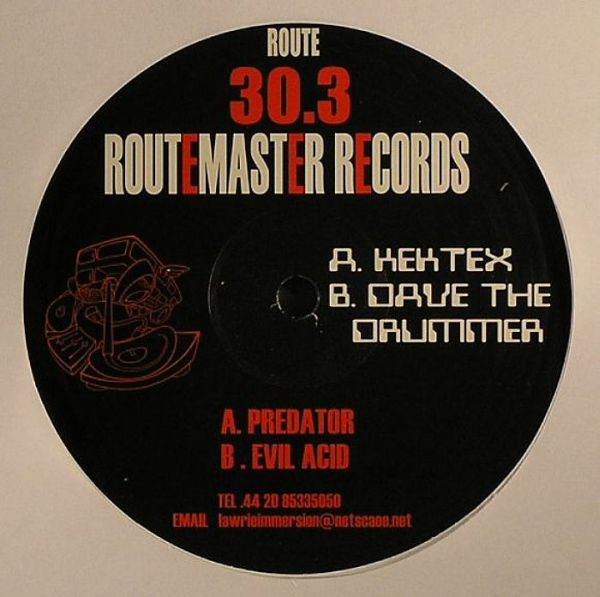 ROUTE
30.3
ROUTEMASTER RECORDS
A. KEKTEX
B. DAVE THE
DRUMMER
A. PREDATOR
B . EVIL ACID
TEL .44 20 85335050
EMAIL lawrieimmersion@netscape.net